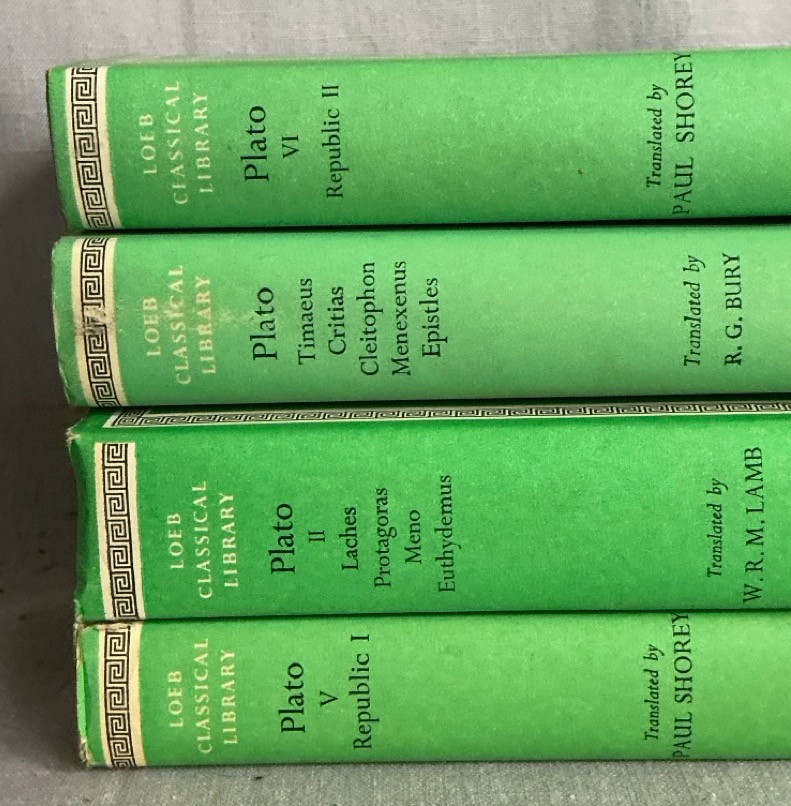 LOEB
CLASSICAL
LIBRARY
Plato
VI
Republic II
Translated by
PAUL SHOREY
LOEB
CLASSICAL
LIBRARY
Plato
Timaeus
Critias
Cleitophon
Menexenus
Epistles
Translated by
R. G. BURY
LOEB
CLASSICAL
LIBRARY
Plato
II
Laches
Protagoras
Meno
Euthydemus
Translated by
W. R. M. LAMB
LOEB
CLASSICAL
LIBRARY
Plato
V
Republic I
Translated by
PAUL SHOREY